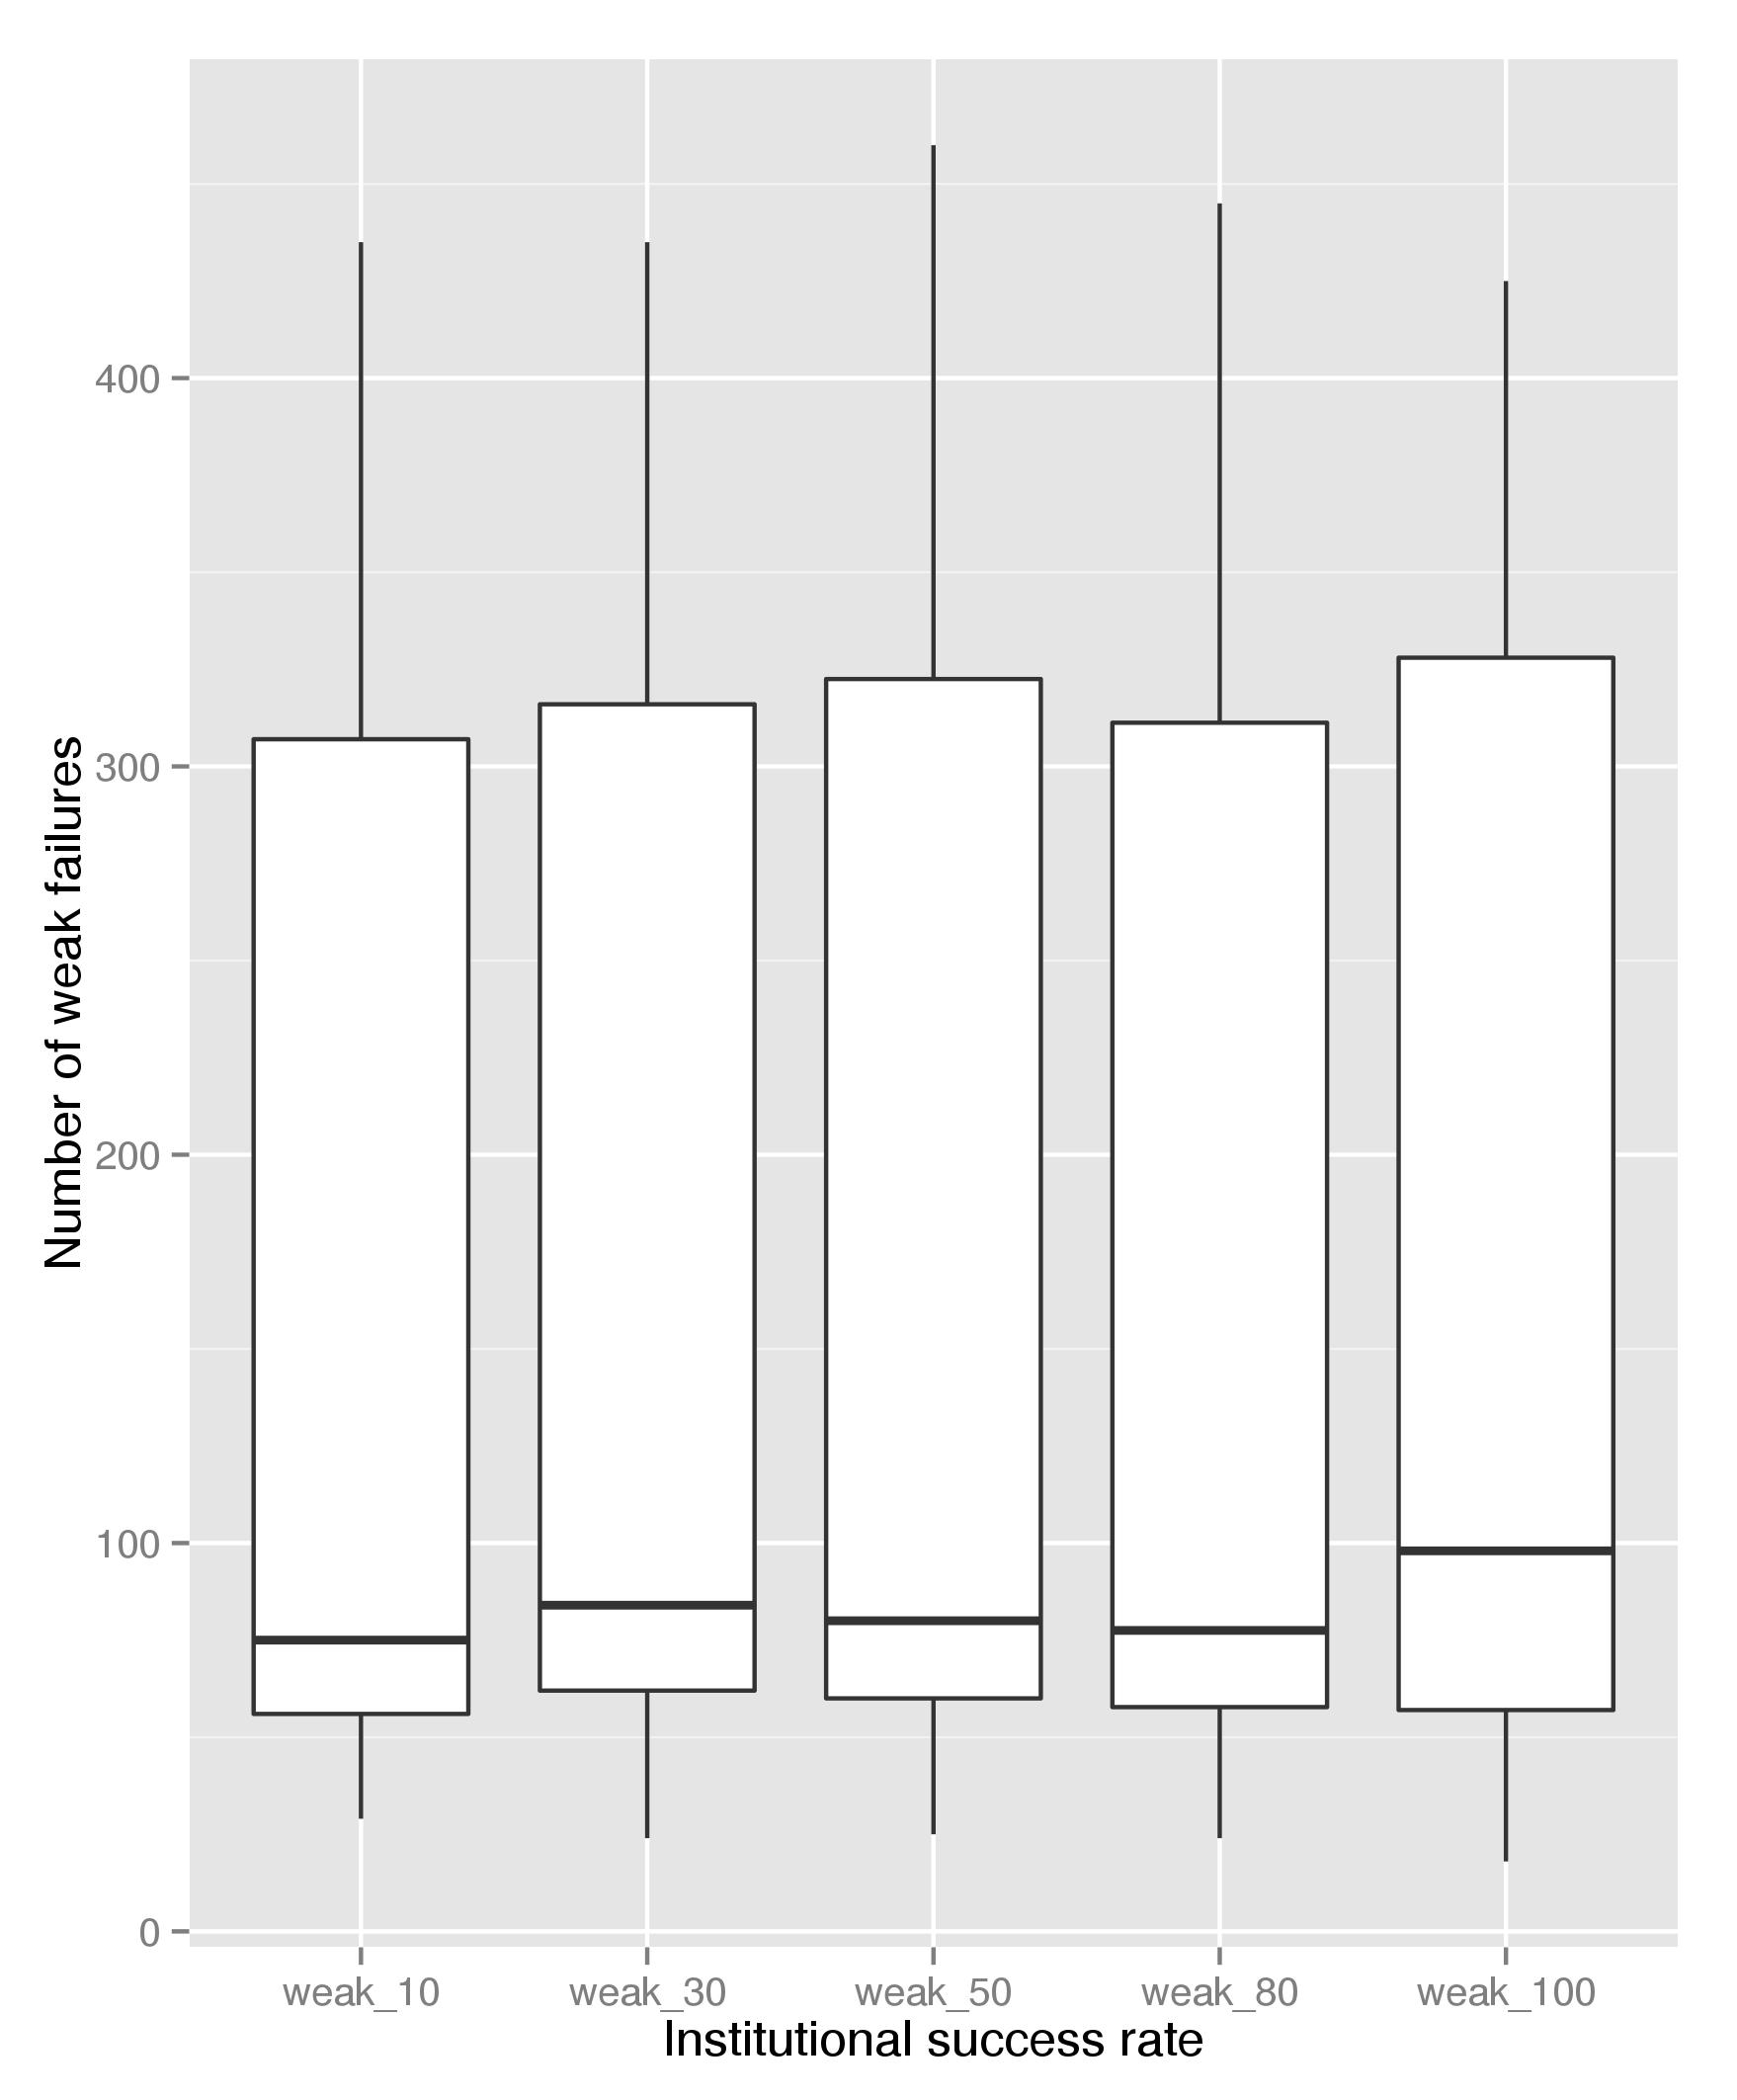 Number of weak failures
400
300
200
100
0
weak_10 weak_30 weak_50 weak_80 weak_100
Institutional success rate